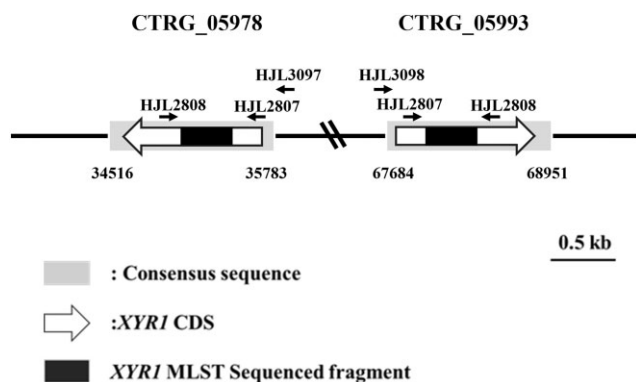 CTRG_05978 CTRG_05993
HJL3097 HJL3098
HJL2808 HJL2807 HJL2807 HJL2808
34516 35783 67684 68951
0.5 kb
: Consensus sequence
:XYR1 CDS
XYR1 MLST Sequenced fragment